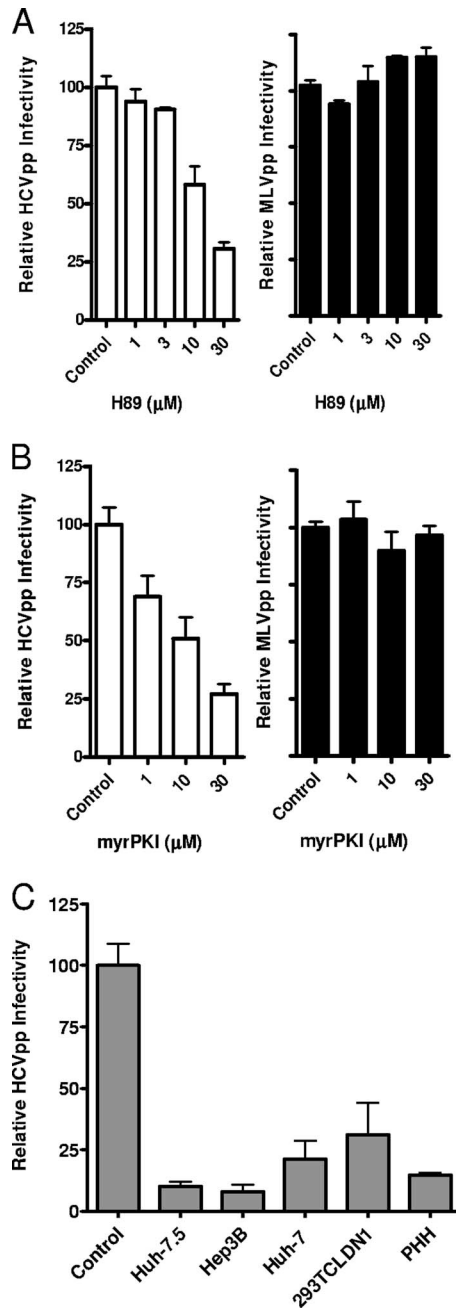 A
Relative HCVpp Infectivity
125
100
75
50
25
0
Control
1
3
10
30
H89 (μM)
Relative MLVpp Infectivity
Control
1
3
10
30
H89 (μM)
B
Relative HCVpp Infectivity
125
100
75
50
25
0
Control
1
10
30
myrPKI (μM)
Relative MLVpp Infectivity
Control
1
10
30
myrPKI (μM)
C
Relative HCVpp Infectivity
125
100
75
50
25
0
Control
Huh-7.5
Hep3B
Huh-7
293TCLDN1
PHH